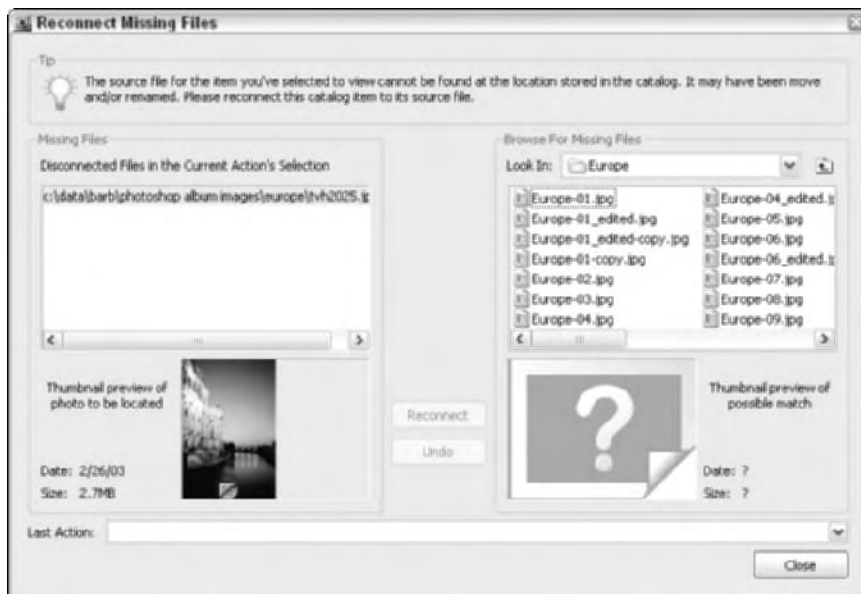 Reconnect Missing Files
Tip
The source file for the item you've selected to view cannot be found at the location stored in the catalog. It may have been move
and/or renamed. Please reconnect this catalog item to its source file.
Missing Files
Disconnected Files in the Current Action's Selection
c:\data\barb\photoshop album images\europe\tvh2025.j
Thumbnail preview of
photo to be located
Date: 2/26/03
Size: 2.7MB
Reconnect
Undo
Browse For Missing Files
Look In: Europe
Europe-01.jpg
Europe-01_edited.jpg
Europe-01_edited-copy.jpg
Europe-01-copy.jpg
Europe-02.jpg
Europe-03.jpg
Europe-04.jpg
Europe-04_edited.j
Europe-05.jpg
Europe-06.jpg
Europe-06_edited.j
Europe-07.jpg
Europe-08.jpg
Europe-09.jpg
?
Thumbnail preview of
possible match
Date: ?
Size: ?
Last Action:
Close